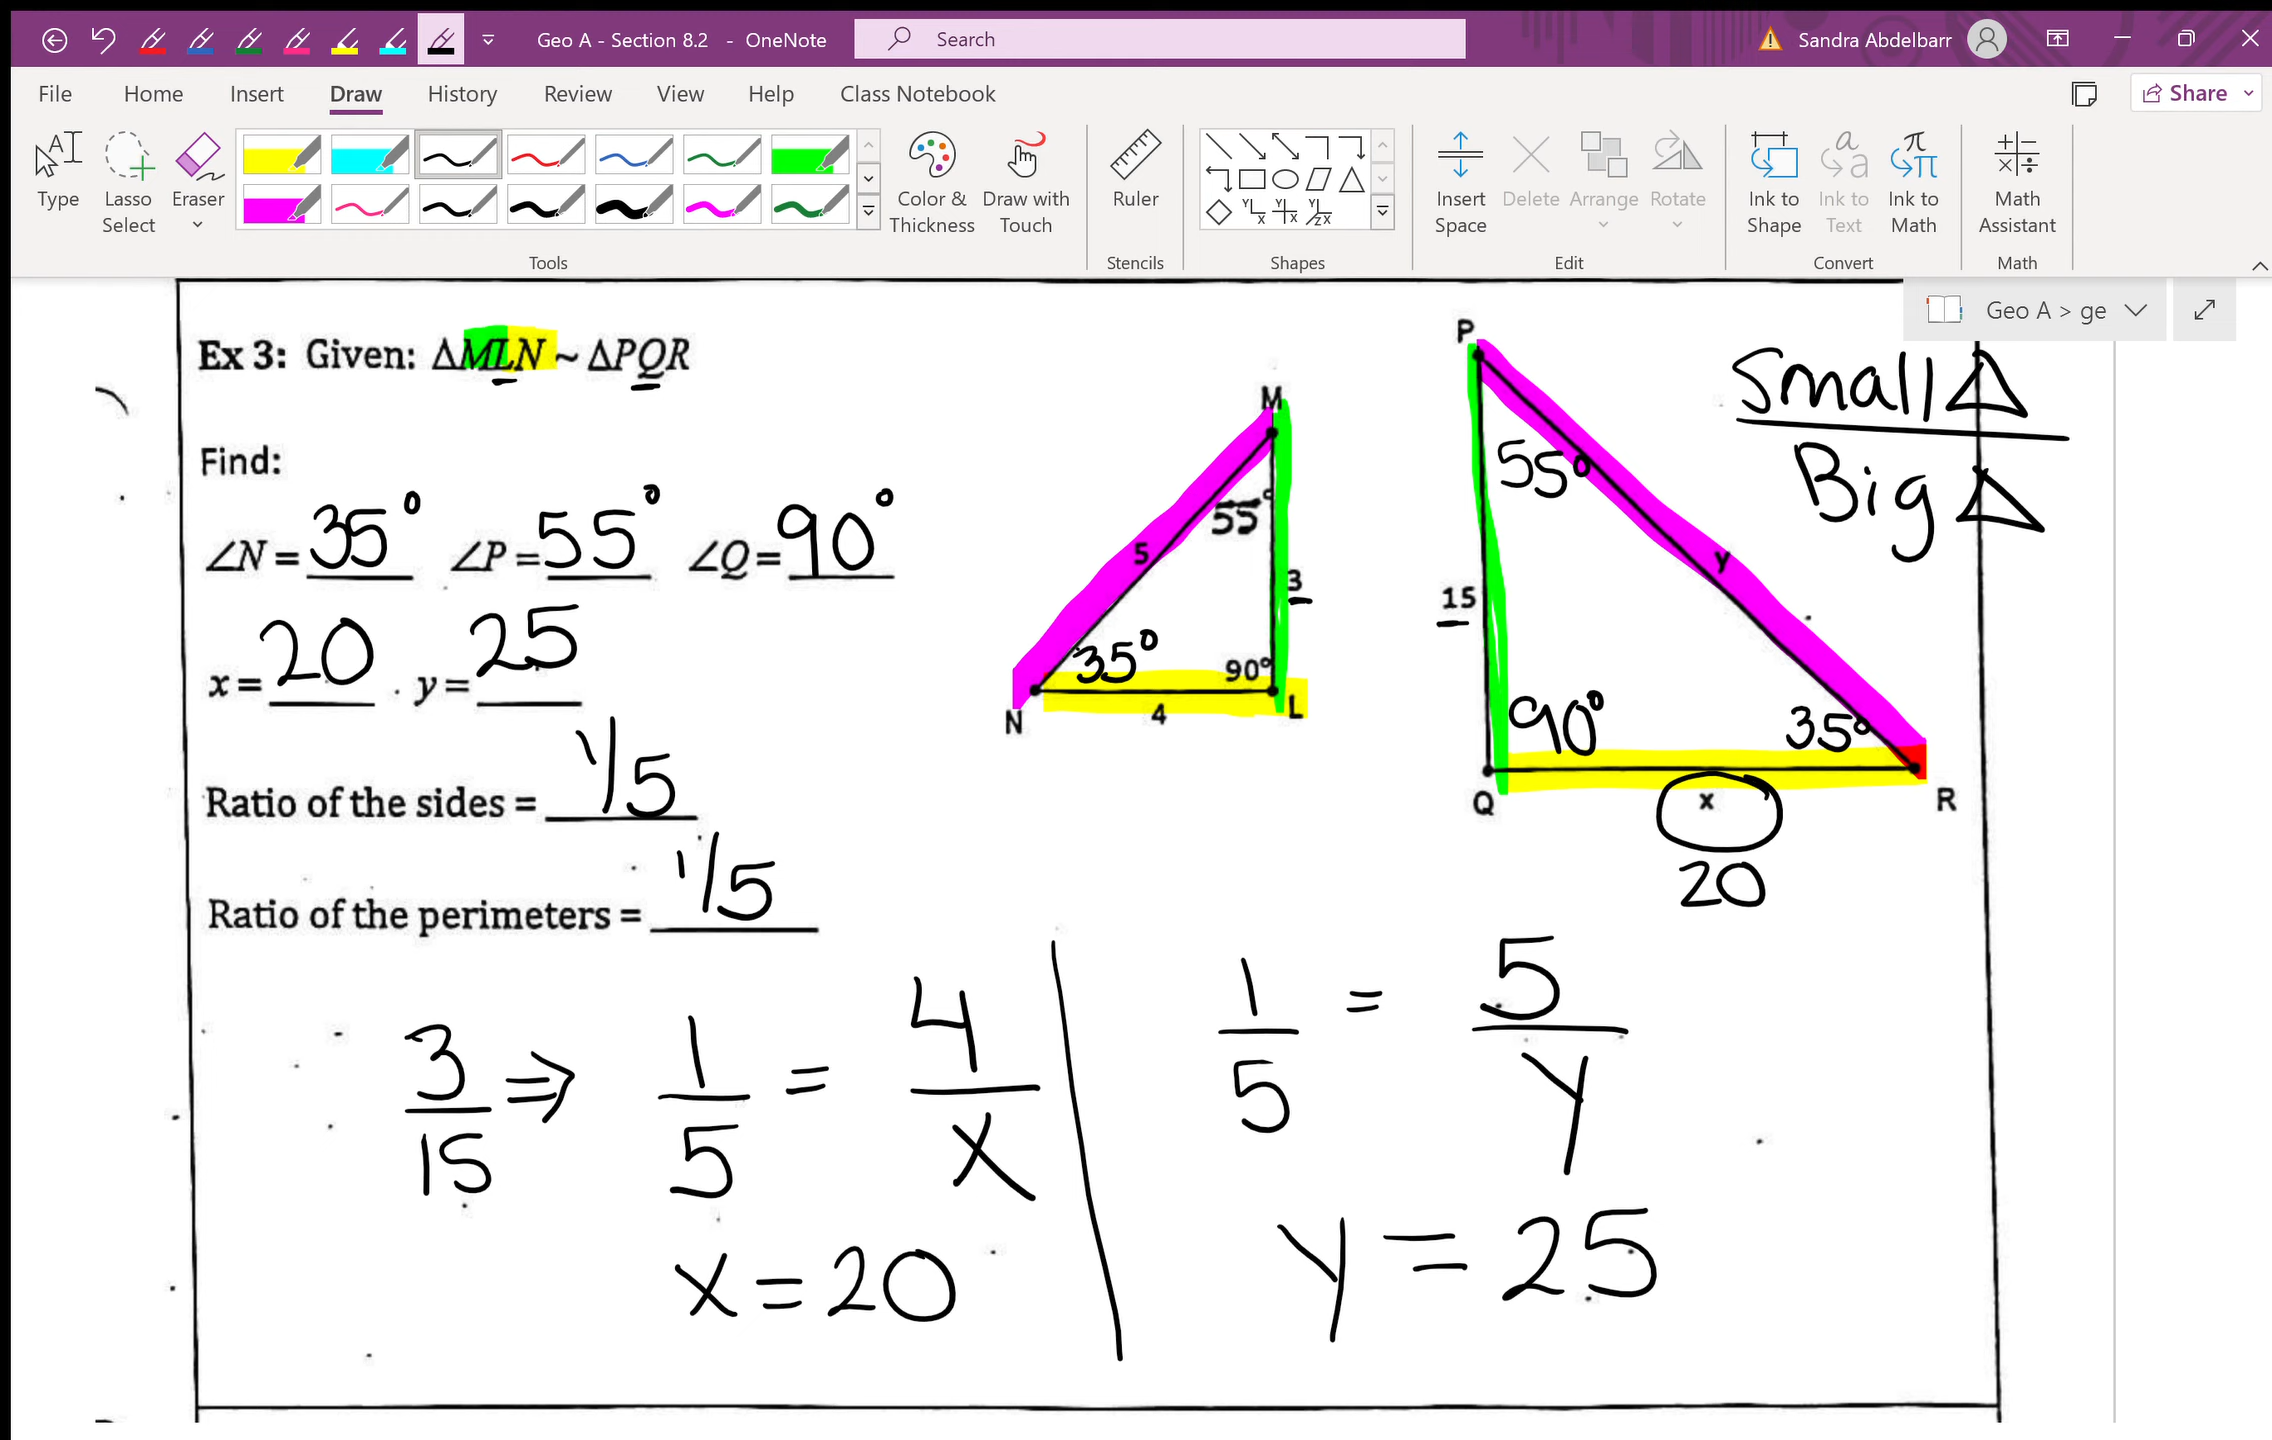 Geo A - Section 8.2 - OneNote
Search
Sandra Abdelbarr
File Home Insert Draw History Review View Help Class Notebook
Share
Type
Lasso Select
Eraser
Color & Thickness
Draw with Touch
Ruler
Insert Space
Delete
Arrange
Rotate
Ink to Shape
Ink to Text
Ink to Math
Math Assistant
Tools Stencils Shapes Edit Convert Math
Geo A > ge
Ex 3: Given: ΔMLN ~ ΔPQR
Find:
∠N = 35° ∠P = 55° ∠Q = 90°
x = 20 . y = 25
Ratio of the sides = 1/5
Ratio of the perimeters = 1/5
M
55°
5
3
35°
90°
N
4
L
P
55°
y
15
90°
35°
Q
x
R
20
Small Δ
Big Δ
3/15 ⇒ 1/5 = 4/x
x = 20
1/5 = 5/y
y = 25